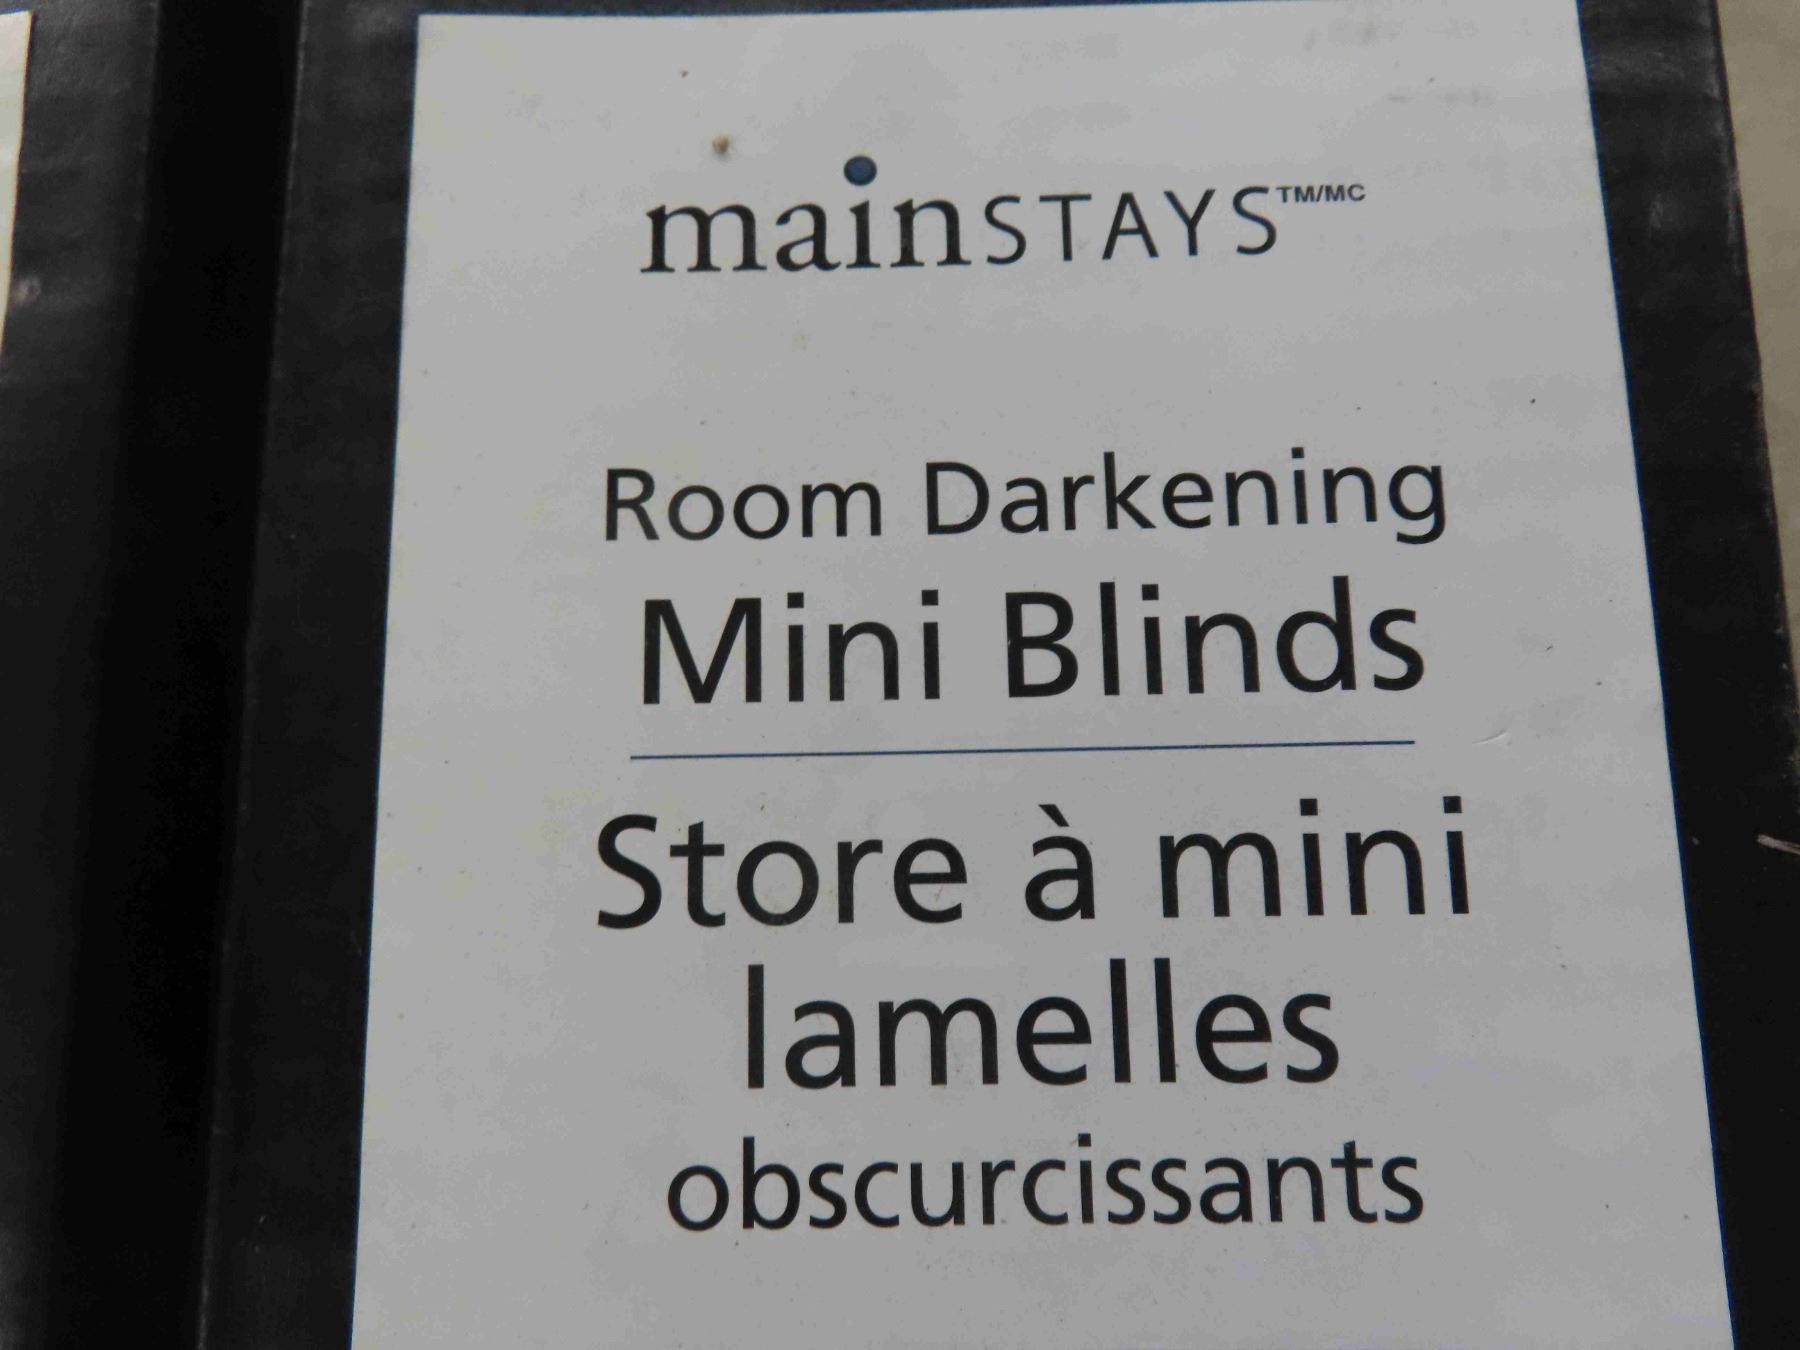 mainSTAYS™/MC
Room Darkening
Mini Blinds
Store à mini
lamelles
obscurcissants